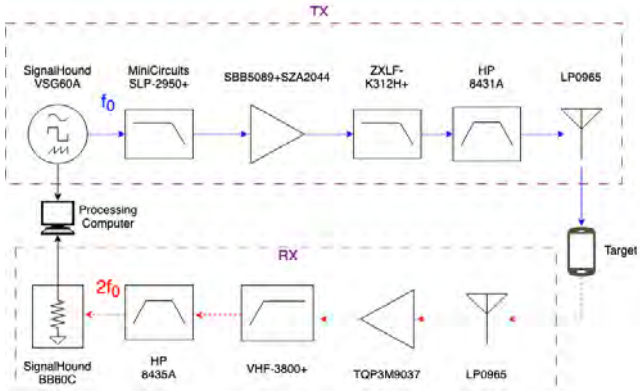 TX
SignalHound
VSG60A
MiniCircuits
SLP-2950+
SBB5089+SZA2044
ZXLF-
K312H+
HP
8431A
LP0965
f0
Processing
Computer
Target
RX
2f0
SignalHound
BB60C
HP
8435A
VHF-3800+
TQP3M9037
LP0965